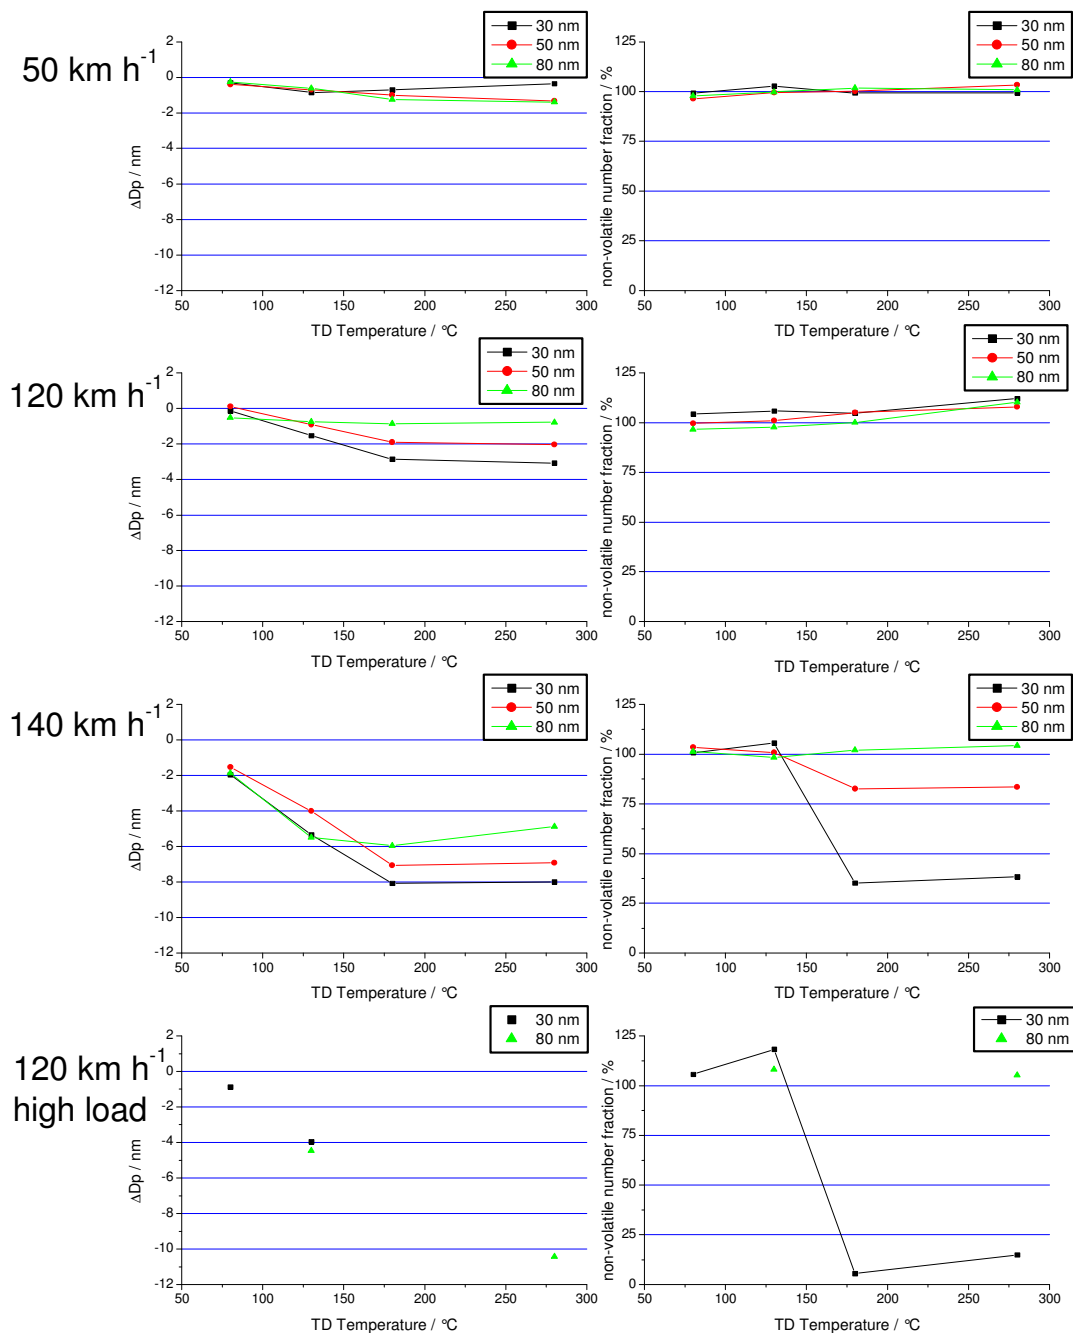 50 km h-1
30 nm
50 nm
80 nm
2
0
-2
-4
-6
-8
-10
-12
ΔDp / nm
50 100 150 200 250 300
TD Temperature / °C
30 nm
50 nm
80 nm
125
100
75
50
25
0
non-volatile number fraction / %
50 100 150 200 250 300
TD Temperature / °C
120 km h-1
30 nm
50 nm
80 nm
2
0
-2
-4
-6
-8
-10
-12
ΔDp / nm
50 100 150 200 250 300
TD Temperature / °C
30 nm
50 nm
80 nm
125
100
75
50
25
0
non-volatile number fraction / %
50 100 150 200 250 300
TD Temperature / °C
140 km h-1
30 nm
50 nm
80 nm
2
0
-2
-4
-6
-8
-10
-12
ΔDp / nm
50 100 150 200 250 300
TD Temperature / °C
30 nm
50 nm
80 nm
125
100
75
50
25
0
non-volatile number fraction / %
50 100 150 200 250 300
TD Temperature / °C
120 km h-1
high load
30 nm
80 nm
2
0
-2
-4
-6
-8
-10
-12
ΔDp / nm
50 100 150 200 250 300
TD Temperature / °C
30 nm
80 nm
125
100
75
50
25
0
non-volatile number fraction / %
50 100 150 200 250 300
TD Temperature / °C